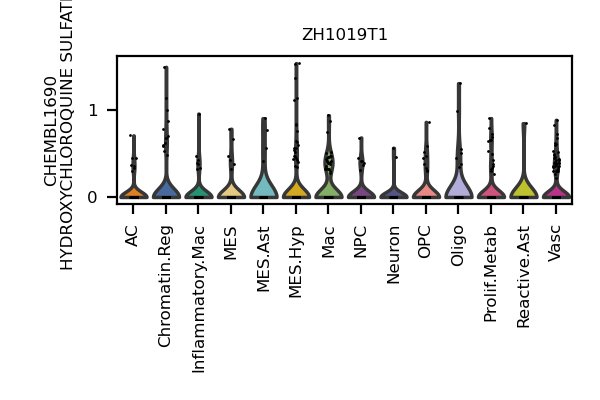 ZH1019T1
CHEMBL1690
HYDROXYCHLOROQUINE SULFAT
1
0
AC
Chromatin.Reg
Inflammatory.Mac
MES
MES.Ast
MES.Hyp
Mac
NPC
Neuron
OPC
Oligo
Prolif.Metab
Reactive.Ast
Vasc